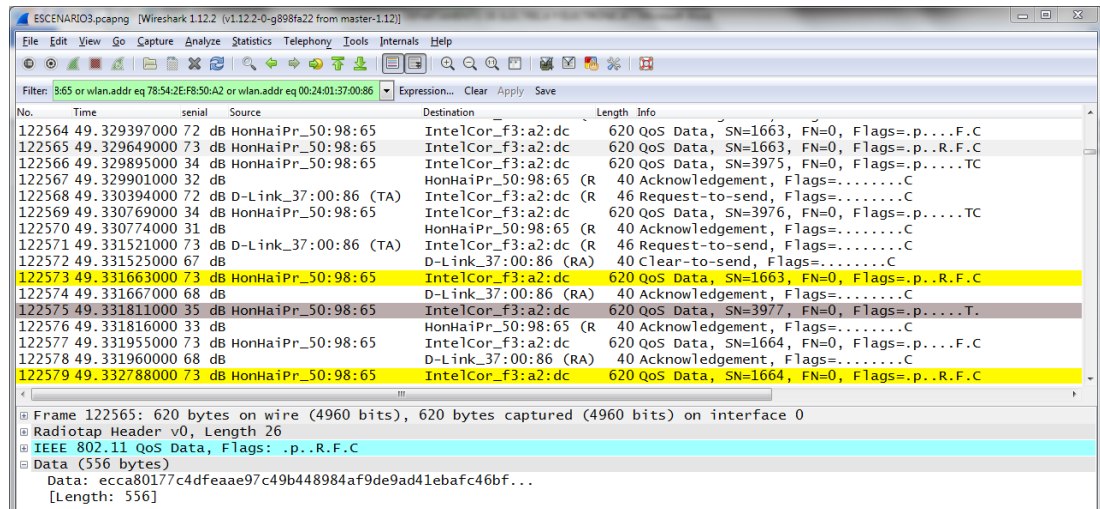 ESCENARIO3.pcapng [Wireshark 1.12.2 (v1.12.2-0-g898fa22 from master-1.12)]
File Edit View Go Capture Analyze Statistics Telephony Tools Internals Help
Filter: 8:65 or wlan.addr eq 78:54:2E:F8:50:A2 or wlan.addr eq 00:24:01:37:00:86 Expression... Clear Apply Save
No. Time senial Source Destination Length Info
122564 49.329397000 72 dB HonHaiPr_50:98:65 IntelCor_f3:a2:dc 620 QoS Data, SN=1663, FN=0, Flags=.p....F.C
122565 49.329649000 73 dB HonHaiPr_50:98:65 IntelCor_f3:a2:dc 620 QoS Data, SN=1663, FN=0, Flags=.p..R.F.C
122566 49.329895000 34 dB HonHaiPr_50:98:65 IntelCor_f3:a2:dc 620 QoS Data, SN=3975, FN=0, Flags=.p.....TC
122567 49.329901000 32 dB HonHaiPr_50:98:65 (R 40 Acknowledgement, Flags=........C
122568 49.330394000 72 dB D-Link_37:00:86 (TA) IntelCor_f3:a2:dc (R 46 Request-to-send, Flags=........C
122569 49.330769000 34 dB HonHaiPr_50:98:65 IntelCor_f3:a2:dc 620 QoS Data, SN=3976, FN=0, Flags=.p.....TC
122570 49.330774000 31 dB HonHaiPr_50:98:65 (R 40 Acknowledgement, Flags=........C
122571 49.331521000 73 dB D-Link_37:00:86 (TA) IntelCor_f3:a2:dc (R 46 Request-to-send, Flags=........C
122572 49.331525000 67 dB D-Link_37:00:86 (RA) 40 Clear-to-send, Flags=........C
122573 49.331663000 73 dB HonHaiPr_50:98:65 IntelCor_f3:a2:dc 620 QoS Data, SN=1663, FN=0, Flags=.p..R.F.C
122574 49.331667000 68 dB D-Link_37:00:86 (RA) 40 Acknowledgement, Flags=........C
122575 49.331811000 35 dB HonHaiPr_50:98:65 IntelCor_f3:a2:dc 620 QoS Data, SN=3977, FN=0, Flags=.p.....T.
122576 49.331816000 33 dB HonHaiPr_50:98:65 (R 40 Acknowledgement, Flags=........C
122577 49.331955000 73 dB HonHaiPr_50:98:65 IntelCor_f3:a2:dc 620 QoS Data, SN=1664, FN=0, Flags=.p....F.C
122578 49.331960000 68 dB D-Link_37:00:86 (RA) 40 Acknowledgement, Flags=........C
122579 49.332788000 73 dB HonHaiPr_50:98:65 IntelCor_f3:a2:dc 620 QoS Data, SN=1664, FN=0, Flags=.p..R.F.C
Frame 122565: 620 bytes on wire (4960 bits), 620 bytes captured (4960 bits) on interface 0
Radiotap Header v0, Length 26
IEEE 802.11 QoS Data, Flags: .p..R.F.C
Data (556 bytes)
Data: ecca80177c4dfeaae97c49b448984af9de9ad41ebafc46bf...
[Length: 556]